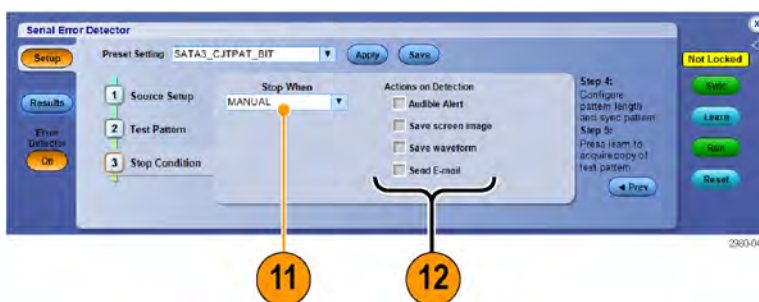 Serial Error Detector
X
Setup
Preset Setting SATA3_CJTPAT_BIT Apply Save
Not Locked
Results
Error
Detector
On
1 Source Setup
2 Test Pattern
3 Stop Condition
Stop When
MANUAL
Actions on Detection
Audible Alert
Save screen image
Save waveform
Send E-mail
Step 4:
Configure
pattern length
and sync pattern.
Step 5:
Press learn to
acquire copy of
test pattern.
Prev
Sync
Learn
Run
Reset
11
12